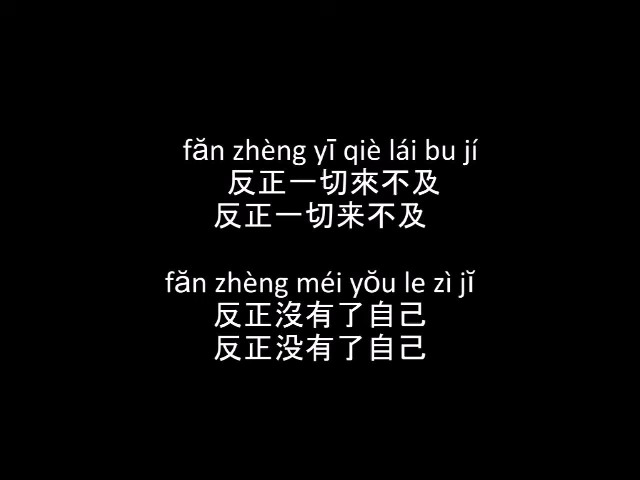 fǎn zhèng yī qiè lái bu jí
反正一切來不及
反正一切来不及
fǎn zhèng méi yǒu le zì jǐ
反正沒有了自己
反正没有了自己